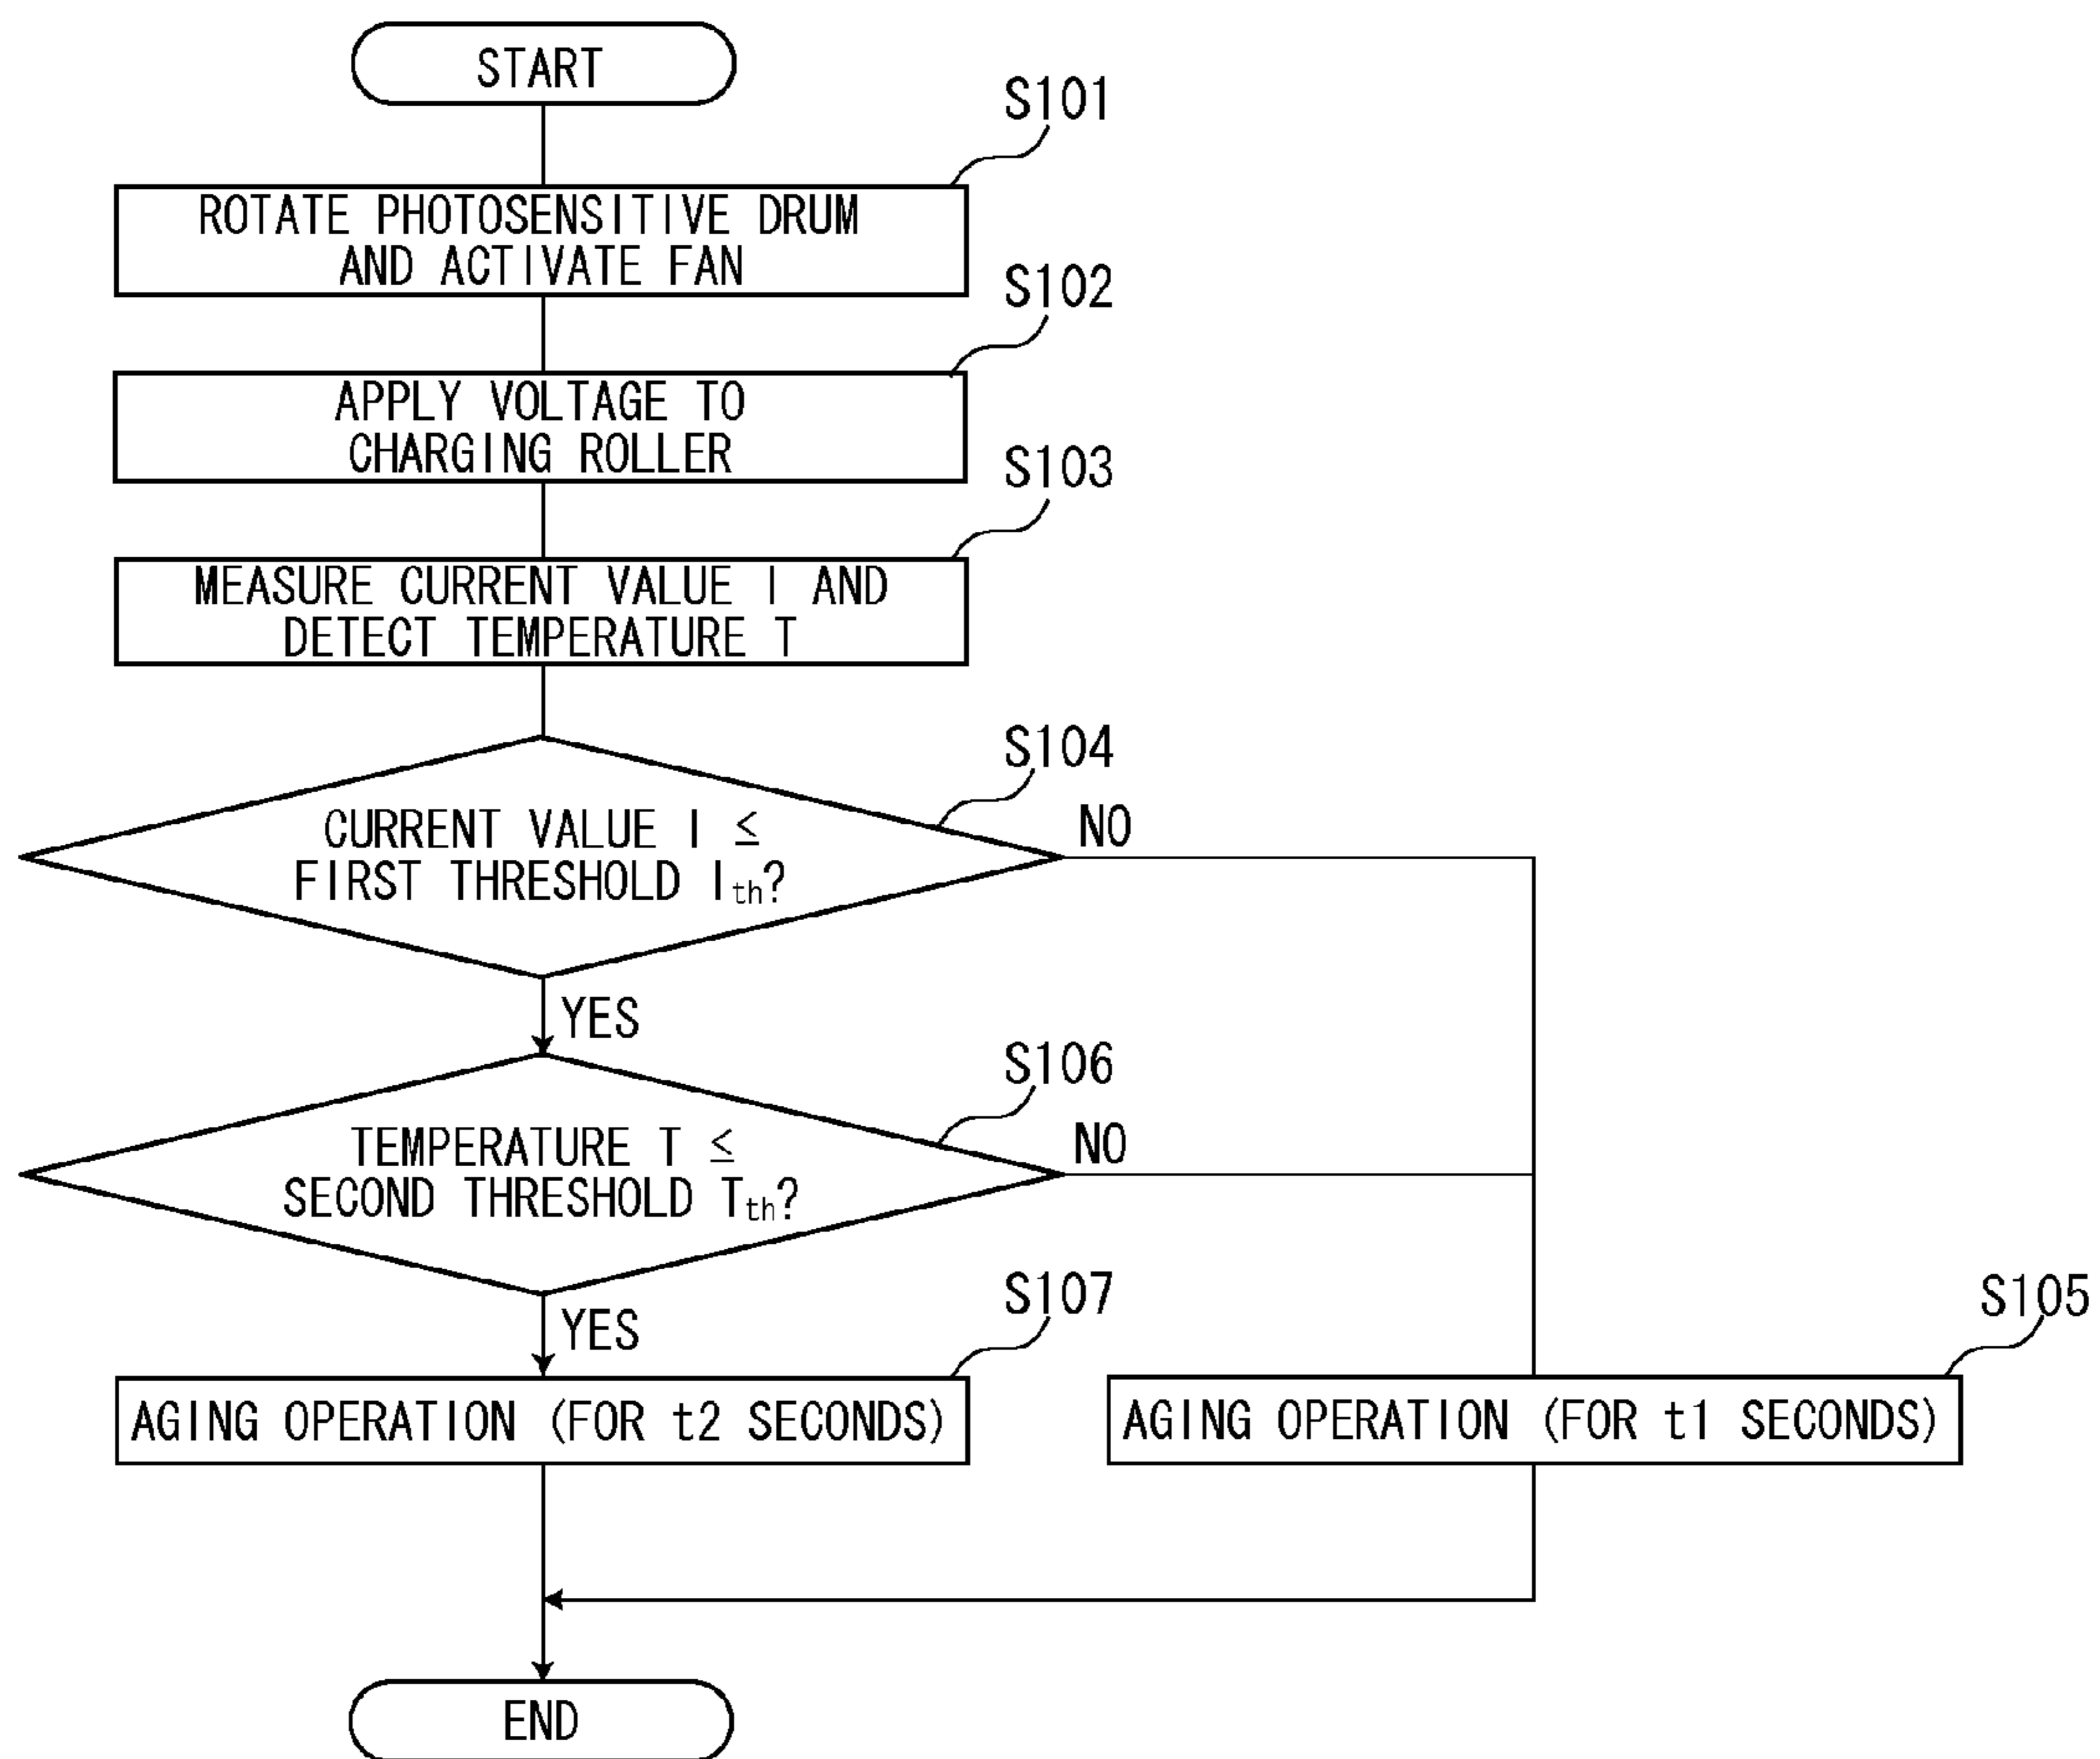 START
S101
ROTATE PHOTOSENSITIVE DRUM
AND ACTIVATE FAN
S102
APPLY VOLTAGE TO
CHARGING ROLLER
S103
MEASURE CURRENT VALUE I AND
DETECT TEMPERATURE T
S104
CURRENT VALUE I ≤
FIRST THRESHOLD Ith?
NO
YES
S106
TEMPERATURE T ≤
SECOND THRESHOLD Tth?
NO
YES
S107
AGING OPERATION (FOR t2 SECONDS)
S105
AGING OPERATION (FOR t1 SECONDS)
END